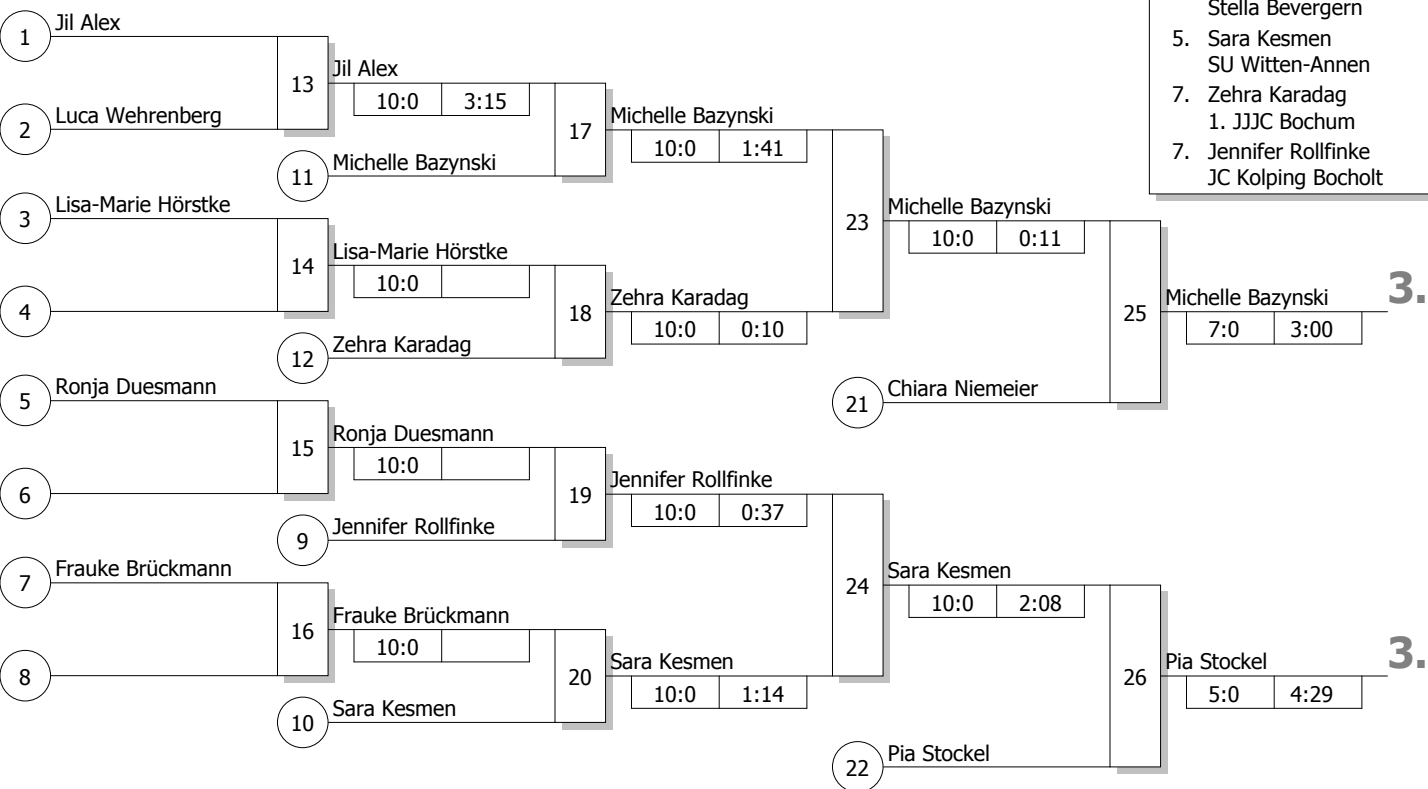 Stella Bevergern
5. Sara Kesmen
SU Witten-Annen
7. Zehra Karadag
1. JJJC Bochum
7. Jennifer Rollfinke
JC Kolping Bocholt
1 Jil Alex
2 Luca Wehrenberg
13 Jil Alex
10:0 3:15
11 Michelle Bazynski
17 Michelle Bazynski
10:0 1:41
3 Lisa-Marie Hörstke
4
14 Lisa-Marie Hörstke
10:0
12 Zehra Karadag
18 Zehra Karadag
10:0 0:10
23 Michelle Bazynski
10:0 0:11
21 Chiara Niemeier
25 Michelle Bazynski 3.
7:0 3:00
5 Ronja Duesmann
6
15 Ronja Duesmann
10:0
9 Jennifer Rollfinke
19 Jennifer Rollfinke
10:0 0:37
7 Frauke Brückmann
8
16 Frauke Brückmann
10:0
10 Sara Kesmen
20 Sara Kesmen
10:0 1:14
24 Sara Kesmen
10:0 2:08
22 Pia Stockel
26 Pia Stockel 3.
5:0 4:29